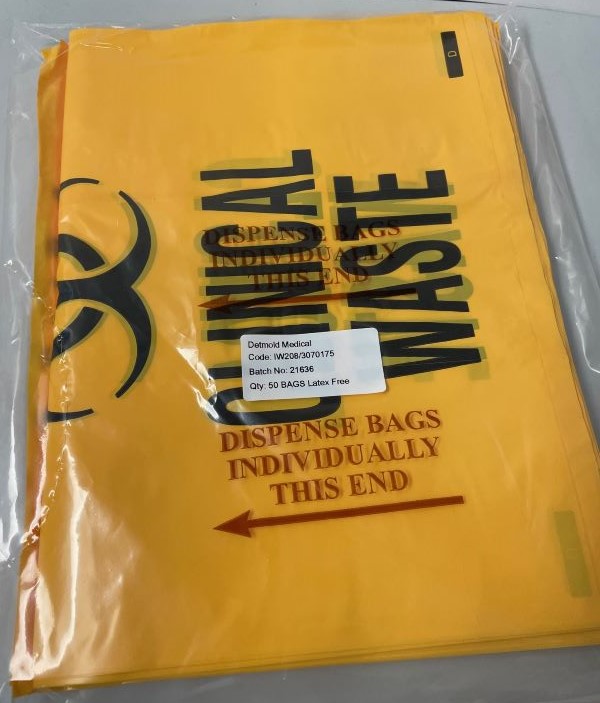 D
CLINICAL
WASTE
DISPENSE BAGS
INDIVIDUALLY
THIS END
Detmold Medical
Code: IW208/3070175
Batch No: 21636
Qty: 50 BAGS Latex Free
DISPENSE BAGS
INDIVIDUALLY
THIS END